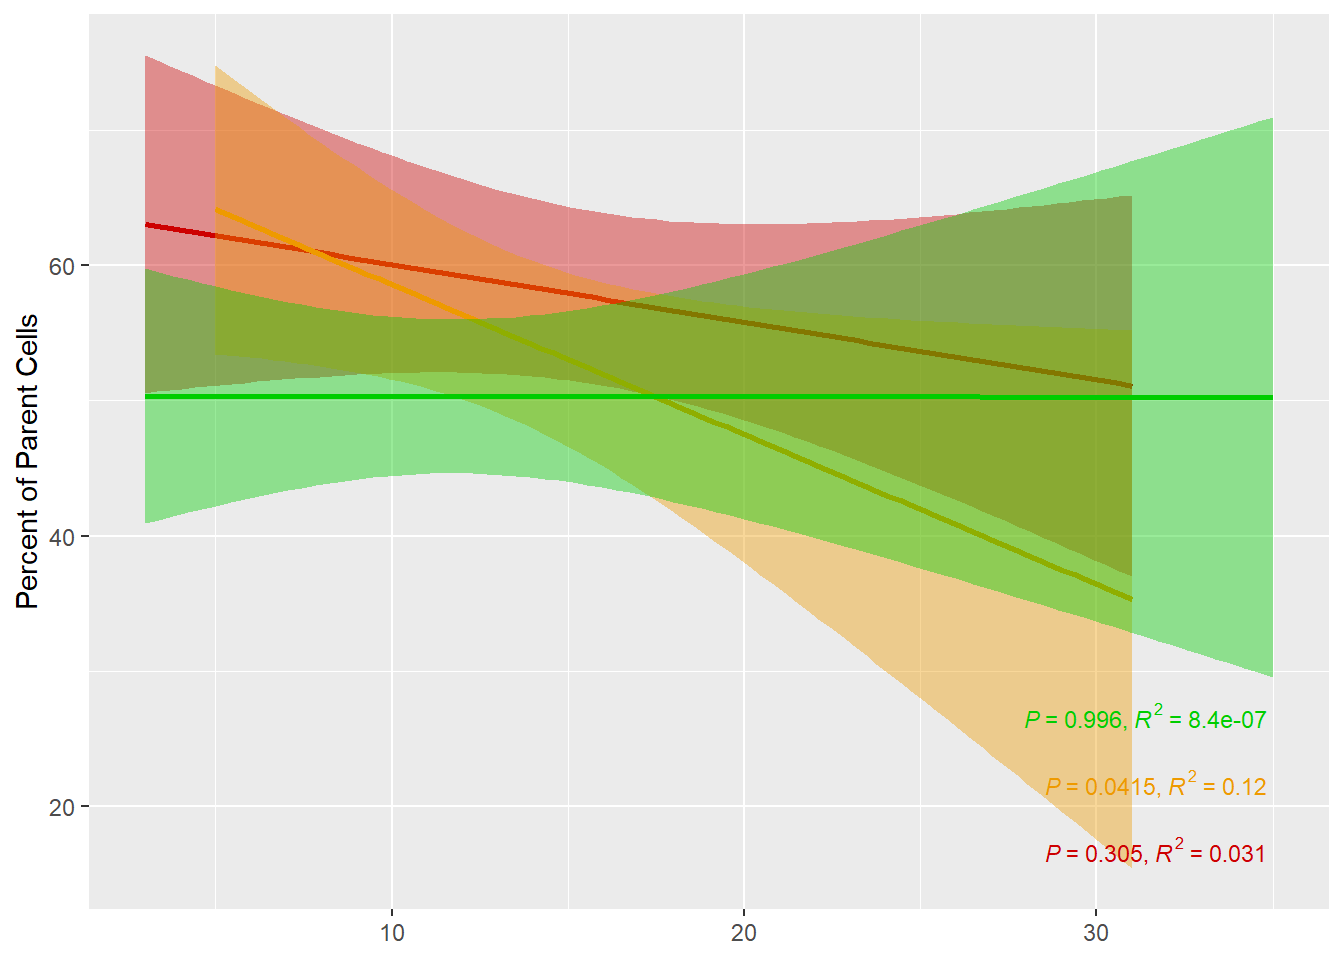 Percent of Parent Cells
60
40
20
P = 0.996, R² = 8.4e-07
P = 0.0415, R² = 0.12
P = 0.305, R² = 0.031
10
20
30